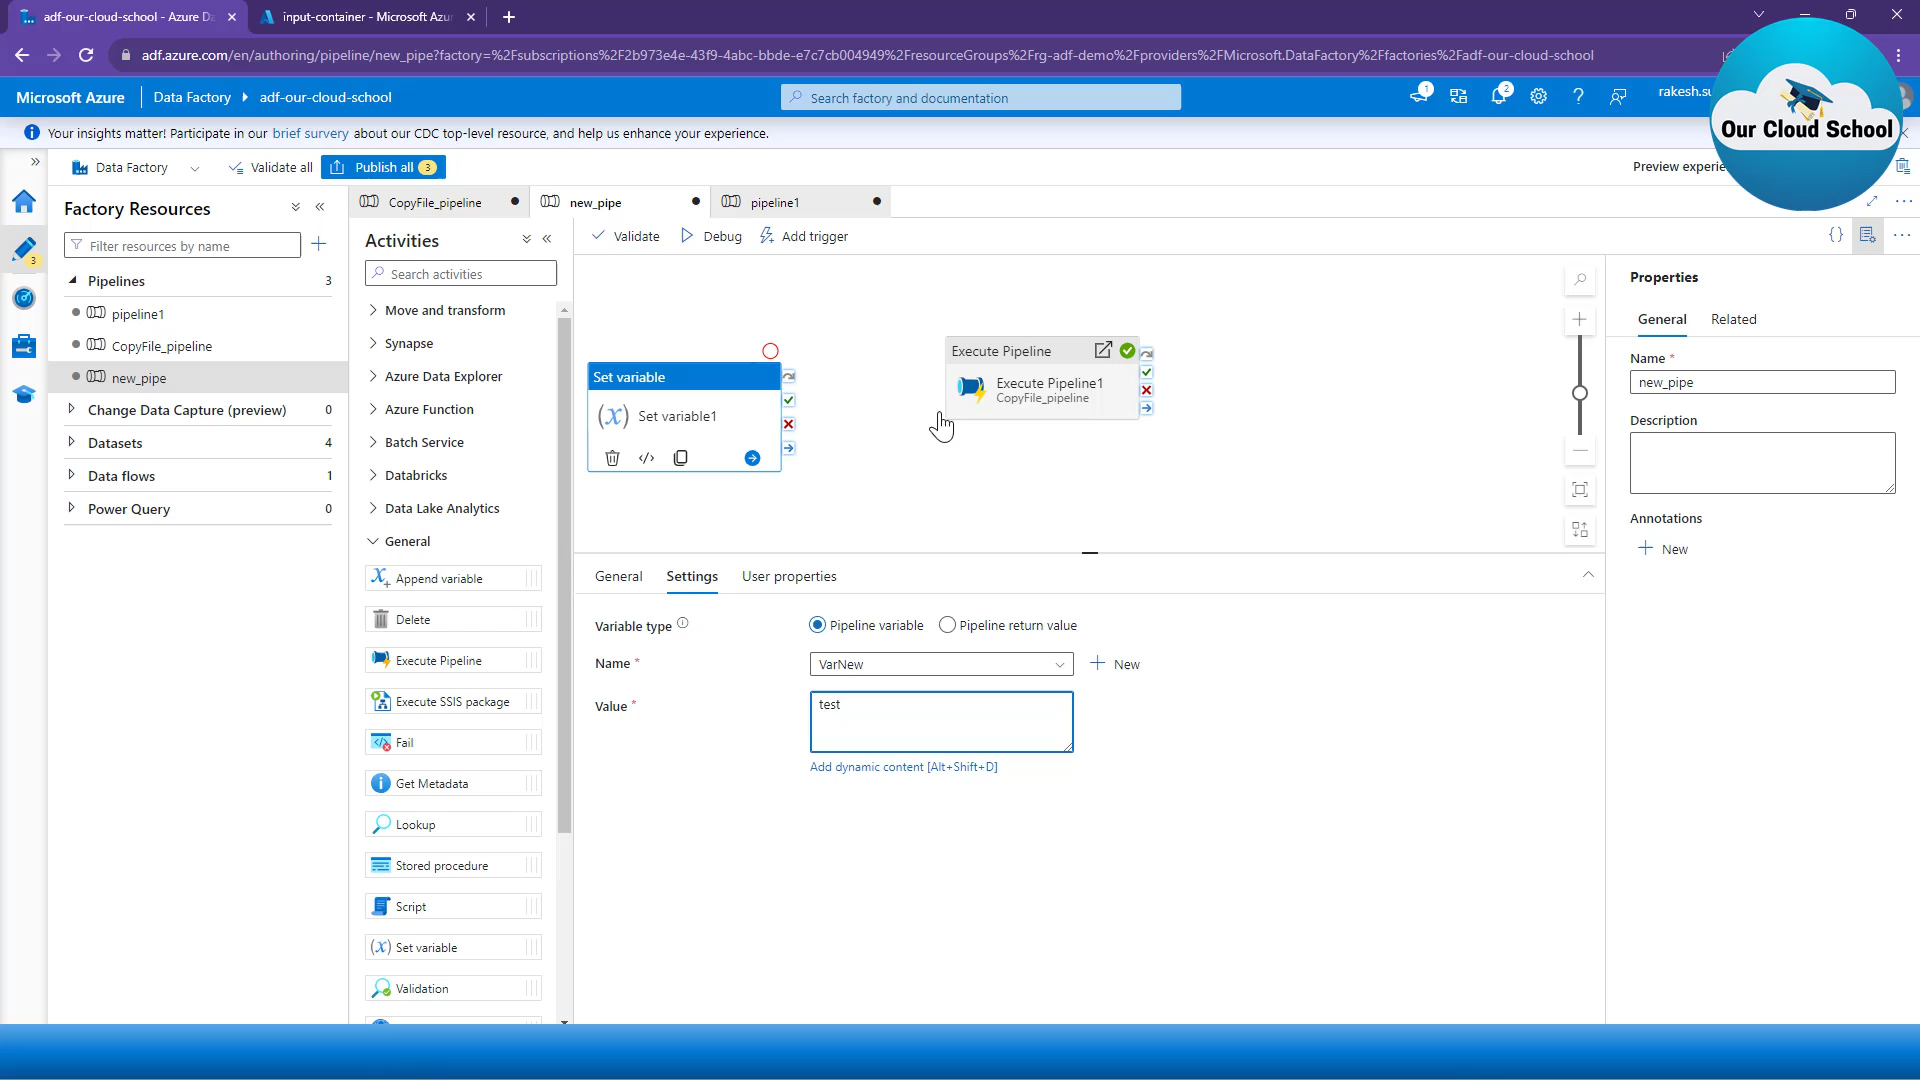 adf-our-cloud-school - Azure Da
input-container - Microsoft Azur
adf.azure.com/en/authoring/pipeline/new_pipe?factory=%2Fsubscriptions%2F2b973e4e-43f9-4abc-bbde-e7c7cb004949%2FresourceGroups%2Frg-adf-demo%2Fproviders%2FMicrosoft.DataFactory%2Ffactories%2Fadf-our-cloud-school
Microsoft Azure
Data Factory
adf-our-cloud-school
Search factory and documentation
1
2
rakesh.su
Our Cloud School
Your insights matter! Participate in our brief survey about our CDC top-level resource, and help us enhance your experience.
Data Factory
Validate all
Publish all 3
Preview experie
Factory Resources
Filter resources by name
3
Pipelines 3
pipeline1
CopyFile_pipeline
new_pipe
Change Data Capture (preview) 0
Datasets 4
Data flows 1
Power Query 0
CopyFile_pipeline
new_pipe
pipeline1
Activities
Search activities
Move and transform
Synapse
Azure Data Explorer
Azure Function
Batch Service
Databricks
Data Lake Analytics
General
Append variable
Delete
Execute Pipeline
Execute SSIS package
Fail
Get Metadata
Lookup
Stored procedure
Script
Set variable
Validation
Validate
Debug
Add trigger
Set variable
(x) Set variable1
Execute Pipeline
Execute Pipeline1
CopyFile_pipeline
General
Settings
User properties
Variable type
Pipeline variable
Pipeline return value
Name *
VarNew
New
Value *
test
Add dynamic content [Alt+Shift+D]
Properties
General
Related
Name *
new_pipe
Description
Annotations
New